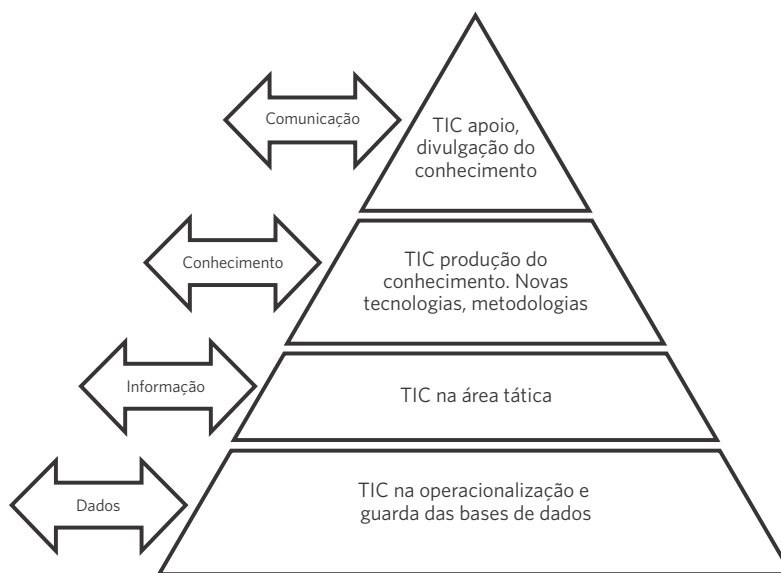 Comunicação
TIC apoio,
divulgação do
conhecimento
Conhecimento
TIC produção do
conhecimento. Novas
tecnologias, metodologias
Informação
TIC na área tática
Dados
TIC na operacionalização e
guarda das bases de dados